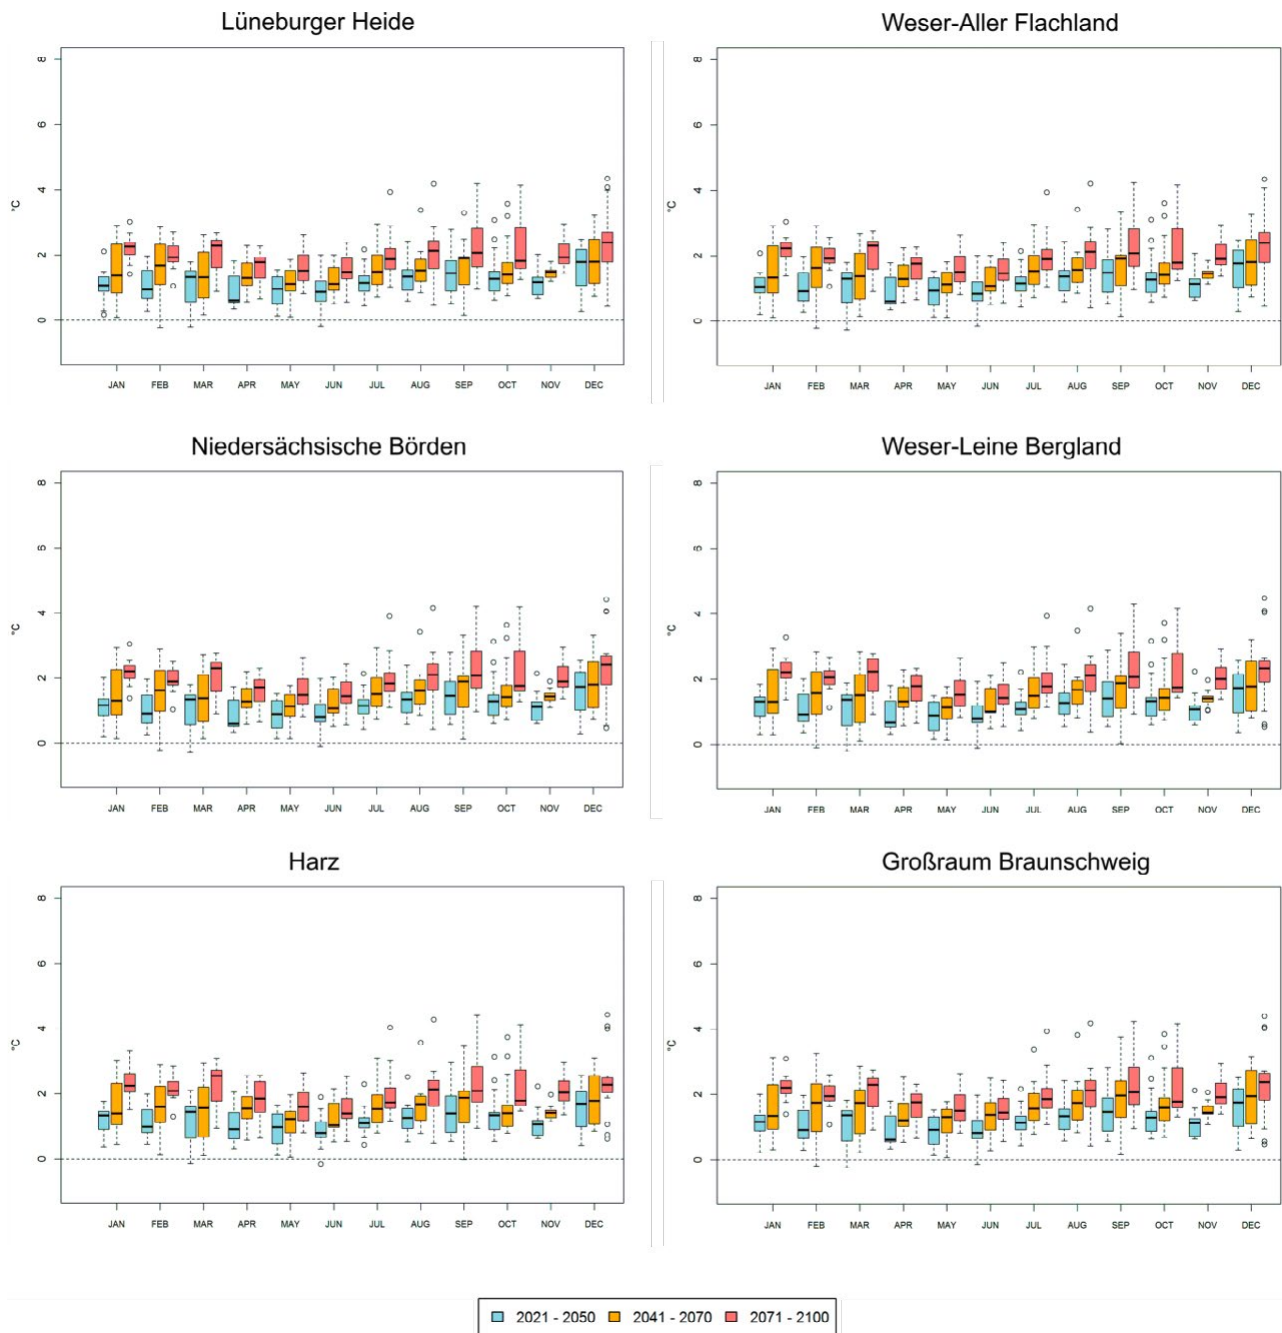 Lüneburger Heide
Weser-Aller Flachland
8
6
4
2
0
°C
JAN FEB MAR APR MAY JUN JUL AUG SEP OCT NOV DEC
8
6
4
2
0
°C
JAN FEB MAR APR MAY JUN JUL AUG SEP OCT NOV DEC
Niedersächsische Börden
Weser-Leine Bergland
8
6
4
2
0
°C
JAN FEB MAR APR MAY JUN JUL AUG SEP OCT NOV DEC
8
6
4
2
0
°C
JAN FEB MAR APR MAY JUN JUL AUG SEP OCT NOV DEC
Harz
Großraum Braunschweig
8
6
4
2
0
°C
JAN FEB MAR APR MAY JUN JUL AUG SEP OCT NOV DEC
8
6
4
2
0
°C
JAN FEB MAR APR MAY JUN JUL AUG SEP OCT NOV DEC
2021 - 2050 2041 - 2070 2071 - 2100